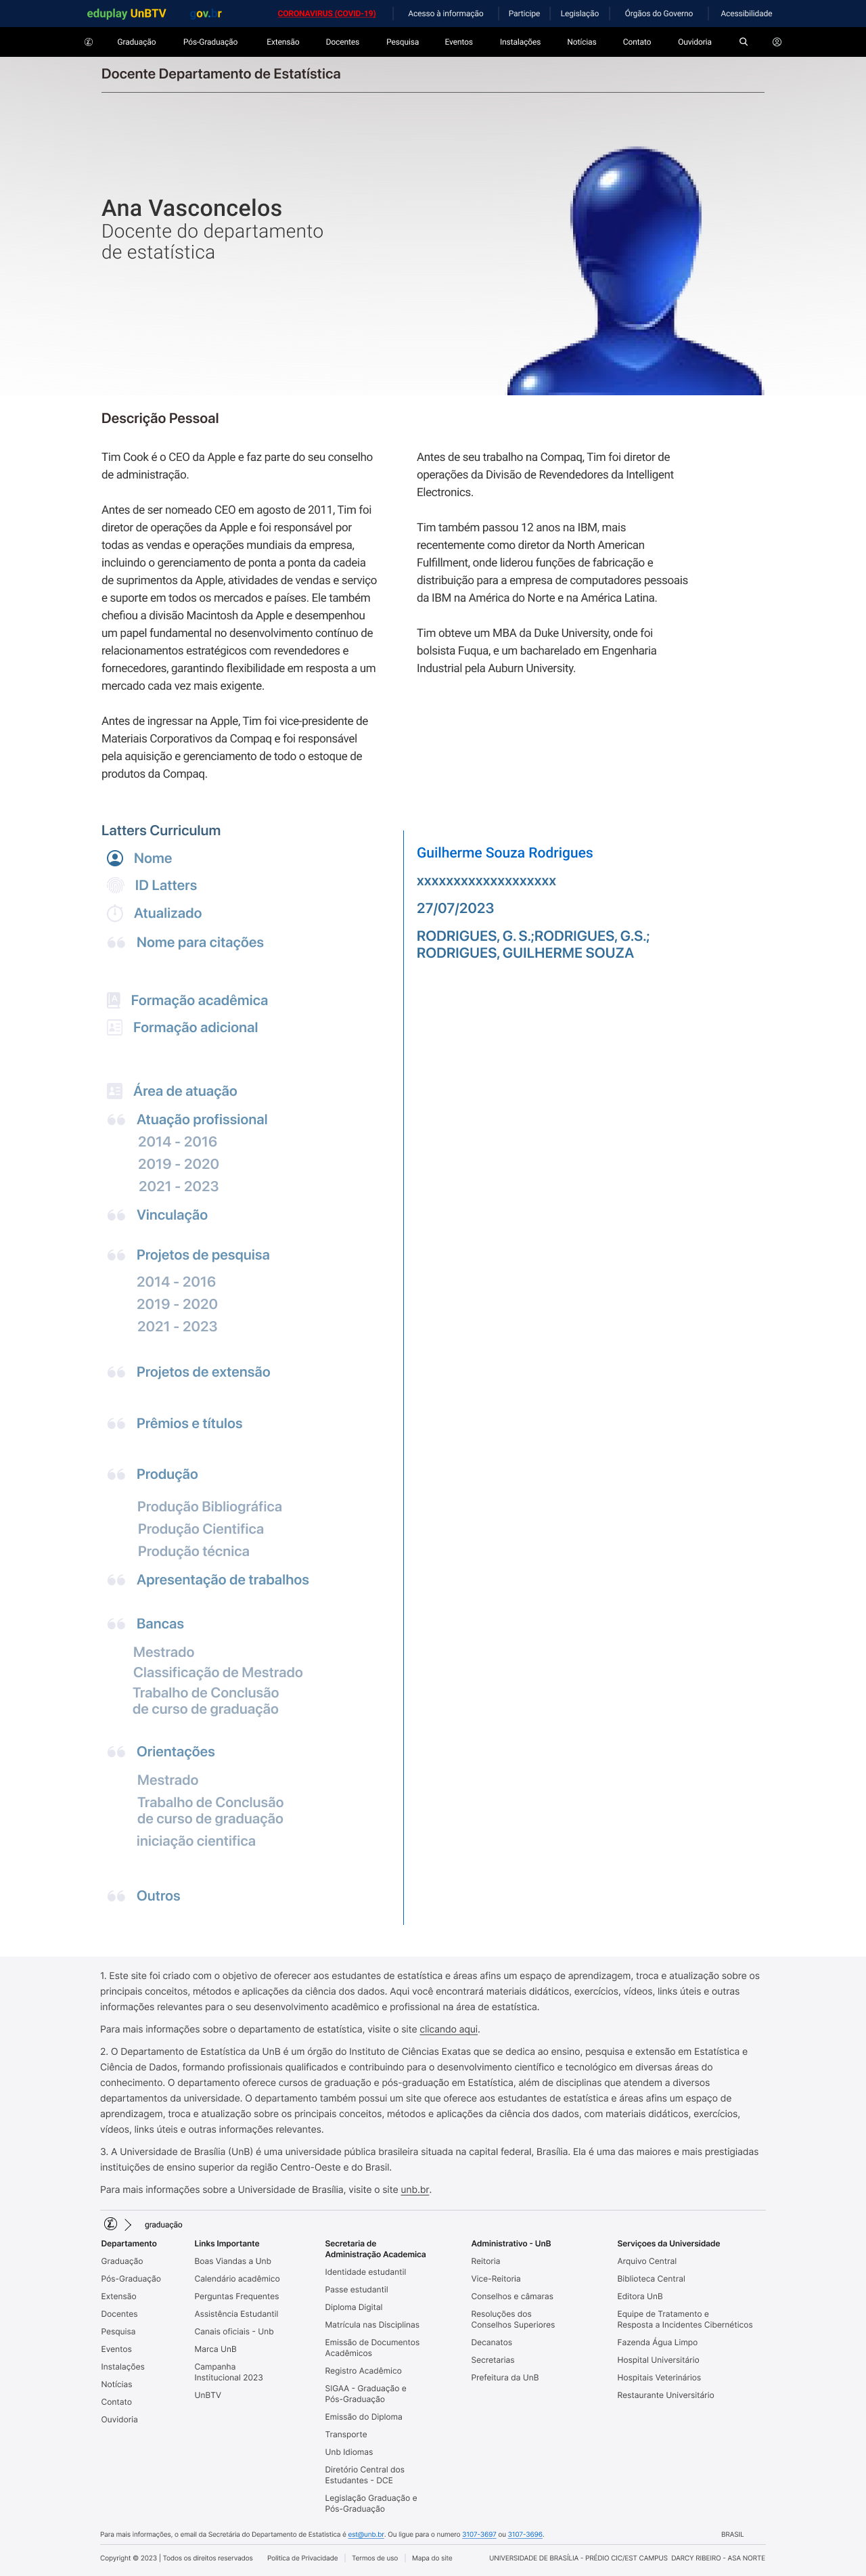 eduplay UnBTV gov.br CORONAVÍRUS (COVID-19) Acesso à informação Participe Legislação Órgãos do Governo Acessibilidade
Graduação Pós-Graduação Extensão Docentes Pesquisa Eventos Instalações Notícias Contato Ouvidoria
Docente Departamento de Estatística
Ana Vasconcelos
Docente do departamento
de estatística
Descrição Pessoal
Tim Cook é o CEO da Apple e faz parte do seu conselho
de administração.
Antes de ser nomeado CEO em agosto de 2011, Tim foi
diretor de operações da Apple e foi responsável por
todas as vendas e operações mundiais da empresa,
incluindo o gerenciamento de ponta a ponta da cadeia
de suprimentos da Apple, atividades de vendas e serviço
e suporte em todos os mercados e países. Ele também
chefiou a divisão Macintosh da Apple e desempenhou
um papel fundamental no desenvolvimento contínuo de
relacionamentos estratégicos com revendedores e
fornecedores, garantindo flexibilidade em resposta a um
mercado cada vez mais exigente.
Antes de ingressar na Apple, Tim foi vice-presidente de
Materiais Corporativos da Compaq e foi responsável
pela aquisição e gerenciamento de todo o estoque de
produtos da Compaq.
Antes de seu trabalho na Compaq, Tim foi diretor de
operações da Divisão de Revendedores da Intelligent
Electronics.
Tim também passou 12 anos na IBM, mais
recentemente como diretor da North American
Fulfillment, onde liderou funções de fabricação e
distribuição para a empresa de computadores pessoais
da IBM na América do Norte e na América Latina.
Tim obteve um MBA da Duke University, onde foi
bolsista Fuqua, e um bacharelado em Engenharia
Industrial pela Auburn University.
Latters Curriculum
Nome
ID Latters
Atualizado
Nome para citações
Formação acadêmica
Formação adicional
Área de atuação
Atuação profissional
2014 - 2016
2019 - 2020
2021 - 2023
Vinculação
Projetos de pesquisa
2014 - 2016
2019 - 2020
2021 - 2023
Projetos de extensão
Prêmios e títulos
Produção
Produção Bibliográfica
Produção Cientifica
Produção técnica
Apresentação de trabalhos
Bancas
Mestrado
Classificação de Mestrado
Trabalho de Conclusão
de curso de graduação
Orientações
Mestrado
Trabalho de Conclusão
de curso de graduação
iniciação cientifica
Outros
Guilherme Souza Rodrigues
xxxxxxxxxxxxxxxxxxx
27/07/2023
RODRIGUES, G. S.;RODRIGUES, G.S.;
RODRIGUES, GUILHERME SOUZA
1. Este site foi criado com o objetivo de oferecer aos estudantes de estatística e áreas afins um espaço de aprendizagem, troca e atualização sobre os
principais conceitos, métodos e aplicações da ciência dos dados. Aqui você encontrará materiais didáticos, exercícios, vídeos, links úteis e outras
informações relevantes para o seu desenvolvimento acadêmico e profissional na área de estatística.
Para mais informações sobre o departamento de estatística, visite o site clicando aqui.
2. O Departamento de Estatística da UnB é um órgão do Instituto de Ciências Exatas que se dedica ao ensino, pesquisa e extensão em Estatística e
Ciência de Dados, formando profissionais qualificados e contribuindo para o desenvolvimento científico e tecnológico em diversas áreas do
conhecimento. O departamento oferece cursos de graduação e pós-graduação em Estatística, além de disciplinas que atendem a diversos
departamentos da universidade. O departamento também possui um site que oferece aos estudantes de estatística e áreas afins um espaço de
aprendizagem, troca e atualização sobre os principais conceitos, métodos e aplicações da ciência dos dados, com materiais didáticos, exercícios,
vídeos, links úteis e outras informações relevantes.
3. A Universidade de Brasília (UnB) é uma universidade pública brasileira situada na capital federal, Brasília. Ela é uma das maiores e mais prestigiadas
instituições de ensino superior da região Centro-Oeste e do Brasil.
Para mais informações sobre a Universidade de Brasília, visite o site unb.br.
graduação
Departamento
Graduação
Pós-Graduação
Extensão
Docentes
Pesquisa
Eventos
Instalações
Notícias
Contato
Ouvidoria
Links Importante
Boas Viandas a Unb
Calendário acadêmico
Perguntas Frequentes
Assistência Estudantil
Canais oficiais - Unb
Marca UnB
Campanha
Institucional 2023
UnBTV
Secretaria de
Administração Academica
Identidade estudantil
Passe estudantil
Diploma Digital
Matrícula nas Disciplinas
Emissão de Documentos
Acadêmicos
Registro Acadêmico
SIGAA - Graduação e
Pós-Graduação
Emissão do Diploma
Transporte
Unb Idiomas
Diretório Central dos
Estudantes - DCE
Legislação Graduação e
Pós-Graduação
Administrativo - UnB
Reitoria
Vice-Reitoria
Conselhos e câmaras
Resoluções dos
Conselhos Superiores
Decanatos
Secretarias
Prefeitura da UnB
Serviçoes da Universidade
Arquivo Central
Biblioteca Central
Editora UnB
Equipe de Tratamento e
Resposta a Incidentes Cibernéticos
Fazenda Água Limpo
Hospital Universitário
Hospitais Veterinários
Restaurante Universitário
Para mais informações, o email da Secretária do Departamento de Estatistica é est@unb.br. Ou ligue para o numero 3107-3697 ou 3107-3696. BRASIL
Copyright © 2023 | Todos os direitos reservados Politica de Privacidade Termos de uso Mapa do site UNIVERSIDADE DE BRASÍLIA - PRÉDIO CIC/EST CAMPUS DARCY RIBEIRO - ASA NORTE